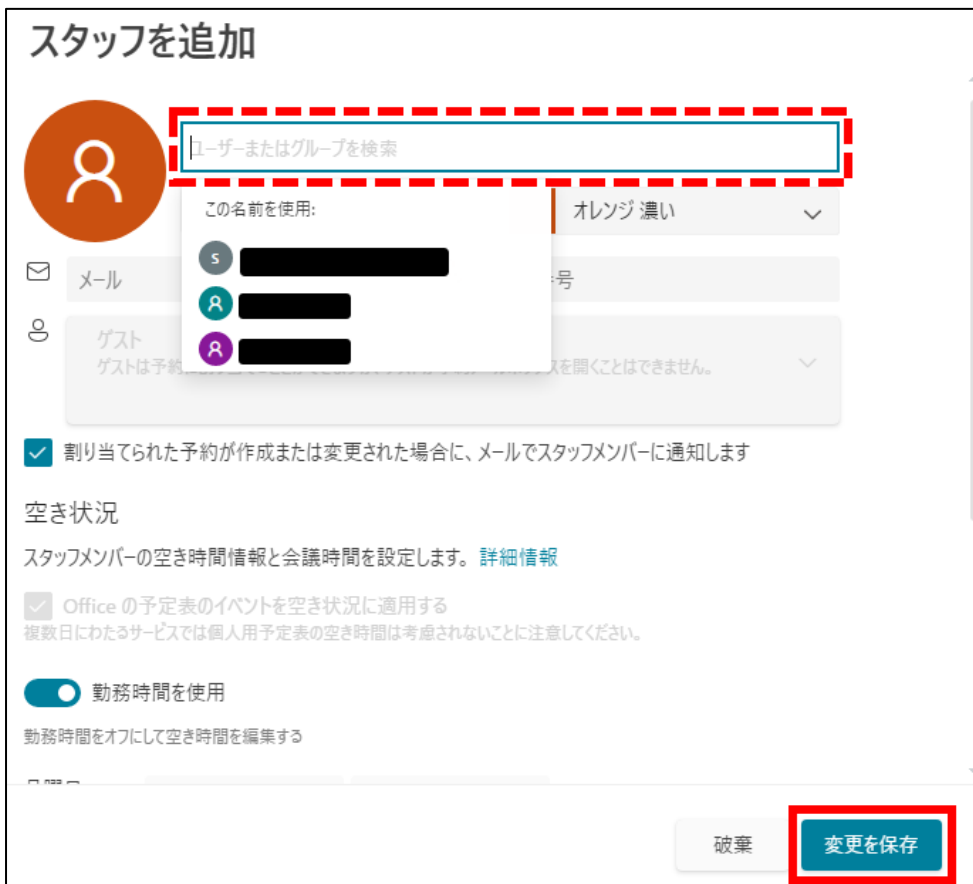 スタッフを追加
ユーザーまたはグループを検索
この名前を使用:
オレンジ 濃い
s
メール
号
ゲスト
ゲストは予約
を開くことはできません。
割り当てられた予約が作成または変更された場合に、メールでスタッフメンバーに通知します
空き状況
スタッフメンバーの空き時間情報と会議時間を設定します。 詳細情報
Office の予定表のイベントを空き状況に適用する
複数日にわたるサービスでは個人用予定表の空き時間は考慮されないことに注意してください。
勤務時間を使用
勤務時間をオフにして空き時間を編集する
破棄
変更を保存